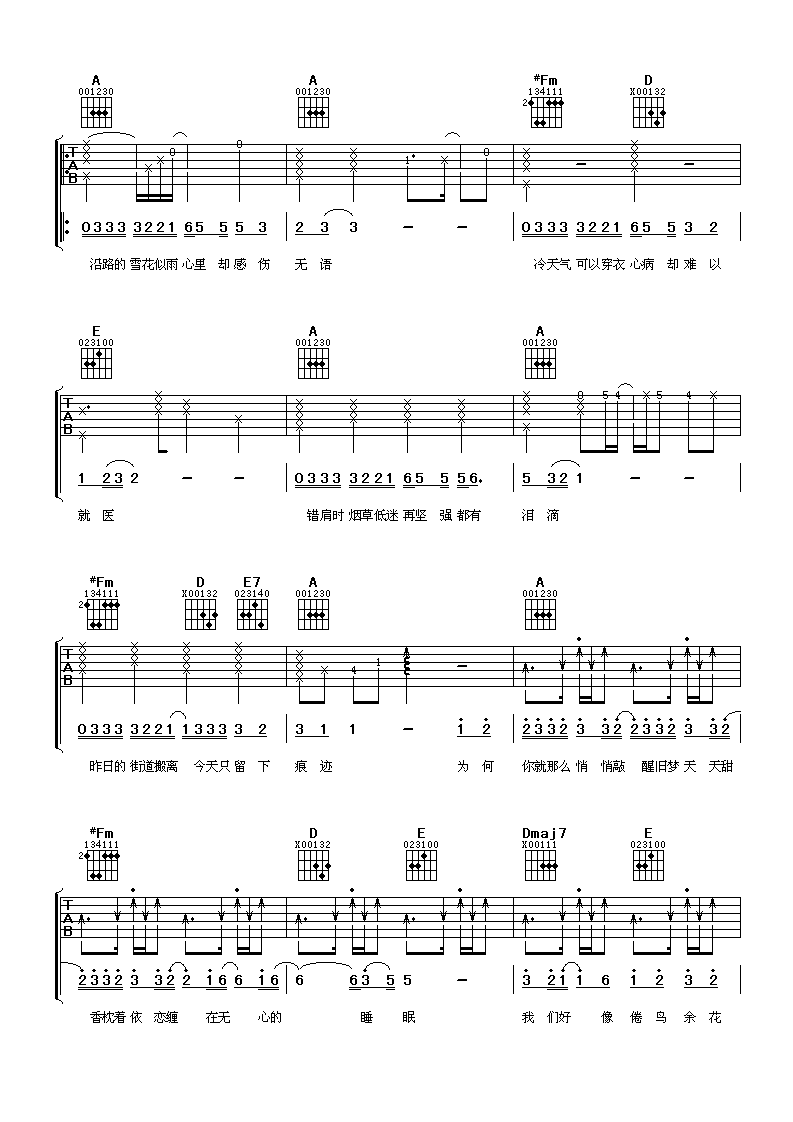 A A #Fm D
001230 001230 134111 X00132
2
T 0 0 1 0
A
B
0333 3221 65 5 5 3 2 3 3 - - 0333 3221 65 5 3 2
沿路的 雪花似雨 心里 却 感 伤 无 语 冷天气 可以穿衣 心病 却 难 以
E A A
023100 001230 001230
T 0 5 4 5 4
A
B
1 23 2 - - 0333 3221 65 5 56. 5 32 1 - -
就 医 错肩时 烟草低迷 再坚 强 都有 泪 滴
#Fm D E7 A A
134111 X00132 023140 001230 001230
2
T 4 1
A
B
0333 3221 1333 3 2 3 1 1 - 1 2 2332 3 32 2332 3 32
昨日的 街道搬离 今天只 留 下 痕 迹 为 何 你就那么 悄 悄敲 醒旧梦 天 天甜
#Fm D E Dmaj7 E
134111 X00132 023100 X00111 023100
2
T
A
B
2332 3 32 2 16 6 16 6 63 5 5 - 3 21 1 6 1 2 3 2
香枕着 依 恋缠 在无 心的 睡 眠 我 们好 像 倦 鸟 余 花